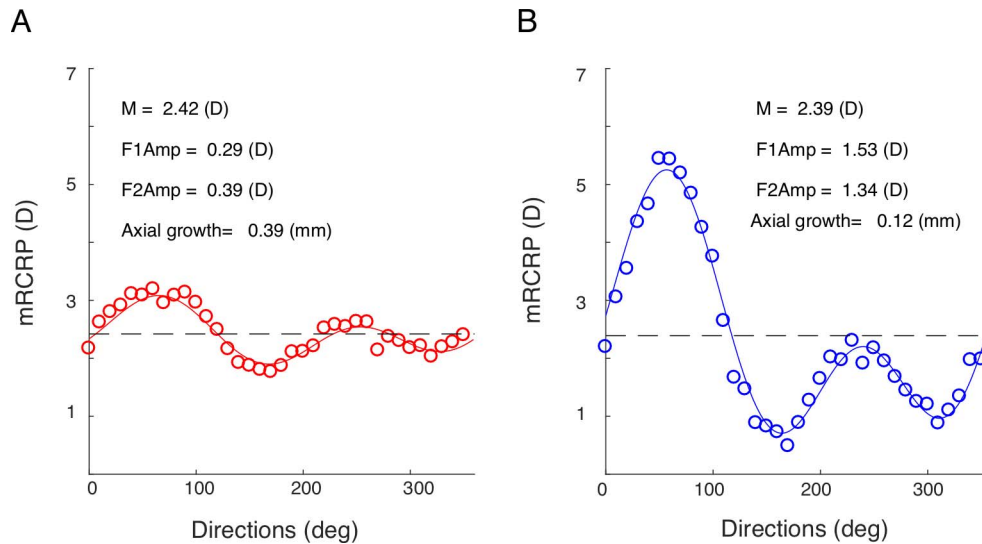 A
7
5
3
1
0
100
200
300
mRCRP (D)
Directions (deg)
M = 2.42 (D)
F1Amp = 0.29 (D)
F2Amp = 0.39 (D)
Axial growth= 0.39 (mm)
B
7
5
3
1
0
100
200
300
mRCRP (D)
Directions (deg)
M = 2.39 (D)
F1Amp = 1.53 (D)
F2Amp = 1.34 (D)
Axial growth= 0.12 (mm)